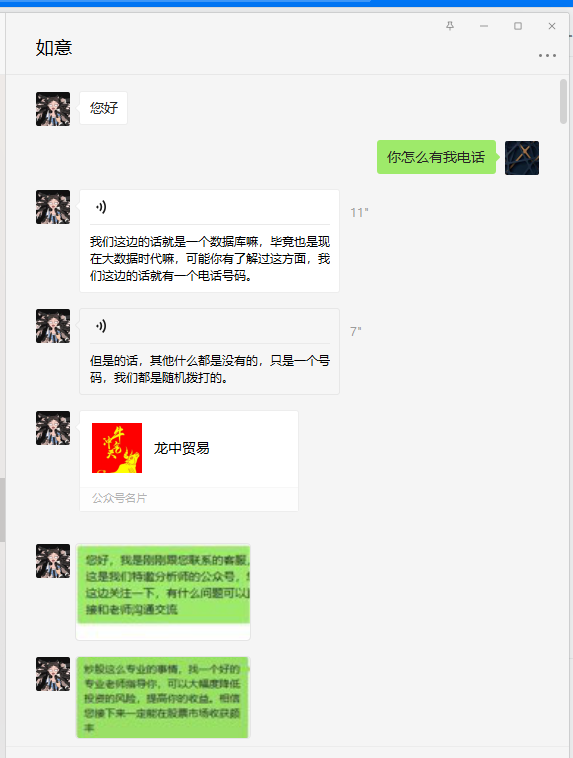 如意
您好
你怎么有我电话
11"
我们这边的话就是一个数据库嘛，毕竟也是现
在大数据时代嘛，可能你有了解过这方面，我
们这边的话就有一个电话号码。
7"
但是的话，其他什么都是没有的，只是一个号
码，我们都是随机拨打的。
牛气冲天
龙中贸易
公众号名片
您好，我是刚刚跟您联系的客服，
这是我们特邀分析师的公众号，
这边关注一下，有什么问题可以
接和老师沟通交流
炒股这么专业的事情，找一个好的
专业老师指导你，可以大幅度降低
投资的风险，提高你的收益。相信
您接下来一定能在股票市场收获颇
丰